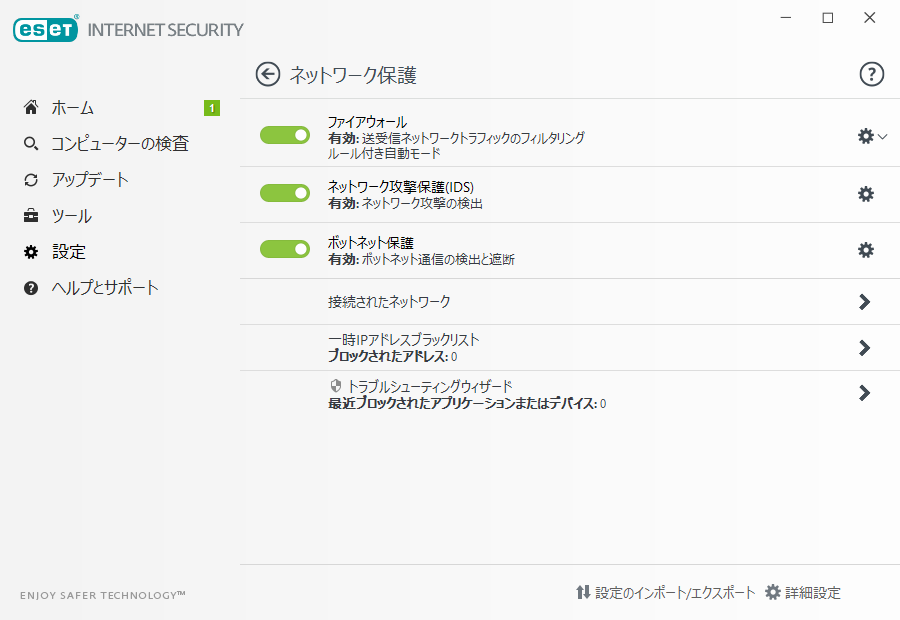 eset® INTERNET SECURITY
ネットワーク保護
?
ホーム 1
コンピューターの検査
アップデート
ツール
設定
ヘルプとサポート
ファイアウォール
有効: 送受信ネットワークトラフィックのフィルタリング
ルール付き自動モード
ネットワーク攻撃保護(IDS)
有効: ネットワーク攻撃の検出
ボットネット保護
有効: ボットネット通信の検出と遮断
接続されたネットワーク
一時IPアドレスブラックリスト
ブロックされたアドレス: 0
トラブルシューティングウィザード
最近ブロックされたアプリケーションまたはデバイス: 0
ENJOY SAFER TECHNOLOGY™
設定のインポート/エクスポート 詳細設定